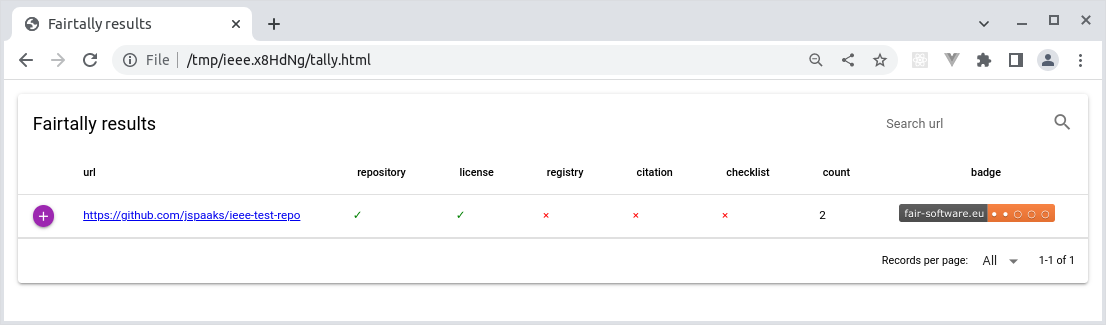 Fairtally results
File /tmp/ieee.x8HdNg/tally.html
Fairtally results Search url
url repository license registry citation checklist count badge
https://github.com/jspaaks/ieee-test-repo ✓ ✓ × × × 2 fair-software.eu
Records per page: All 1-1 of 1